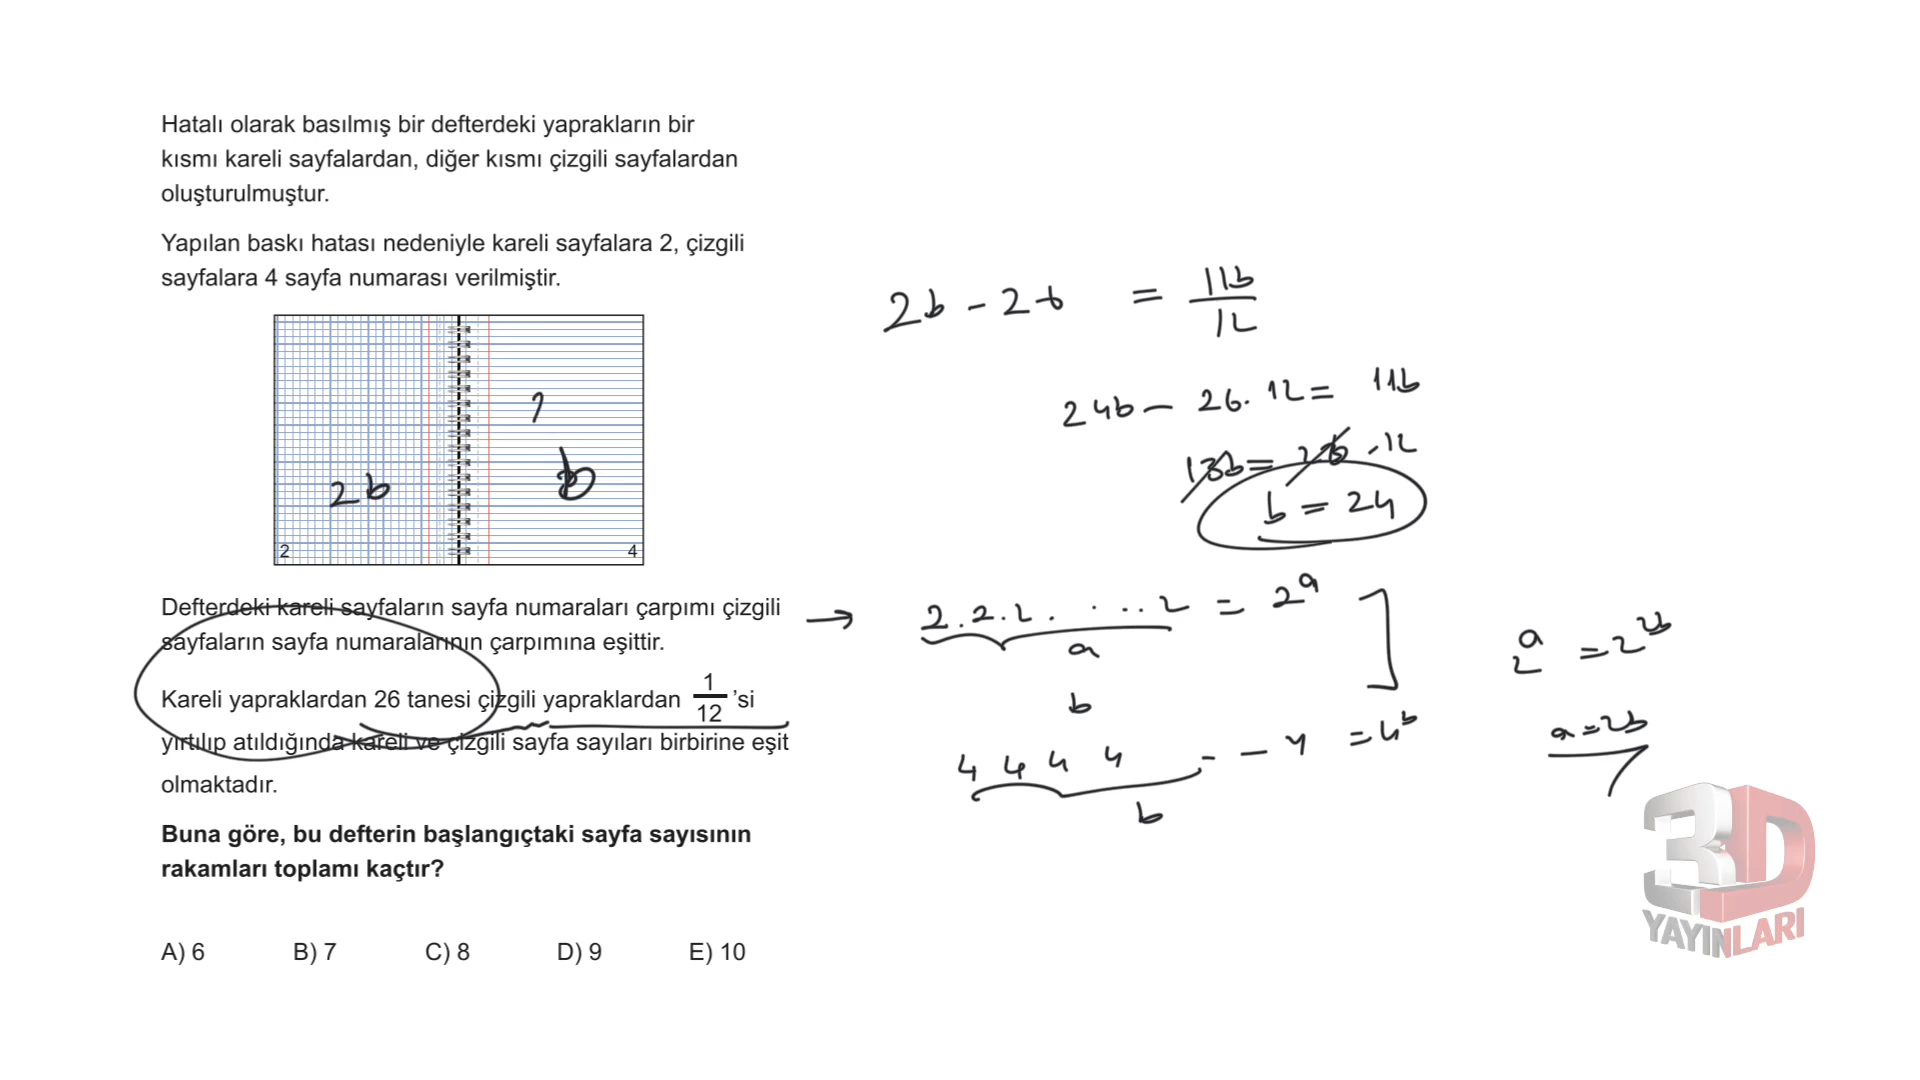 Hatalı olarak basılmış bir defterdeki yaprakların bir
kısmı kareli sayfalardan, diğer kısmı çizgili sayfalardan
oluşturulmuştur.
Yapılan baskı hatası nedeniyle kareli sayfalara 2, çizgili
sayfalara 4 sayfa numarası verilmiştir.
2b
b
2
4
Defterdeki kareli sayfaların sayfa numaraları çarpımı çizgili
sayfaların sayfa numaralarının çarpımına eşittir.
Kareli yapraklardan 26 tanesi çizgili yapraklardan 1/12 'si
yırtılıp atıldığında kareli ve çizgili sayfa sayıları birbirine eşit
olmaktadır.
Buna göre, bu defterin başlangıçtaki sayfa sayısının
rakamları toplamı kaçtır?
A) 6 B) 7 C) 8 D) 9 E) 10
2b - 26 = 11b/12
24b - 26.12 = 11b
13b = 26.12
b = 24
2.2.2. ... 2 = 2^a
a
b
4 4 4 4 - - 4 = 4^b
b
2^a = 2^2b
a = 2b
3D
YAYINLARI